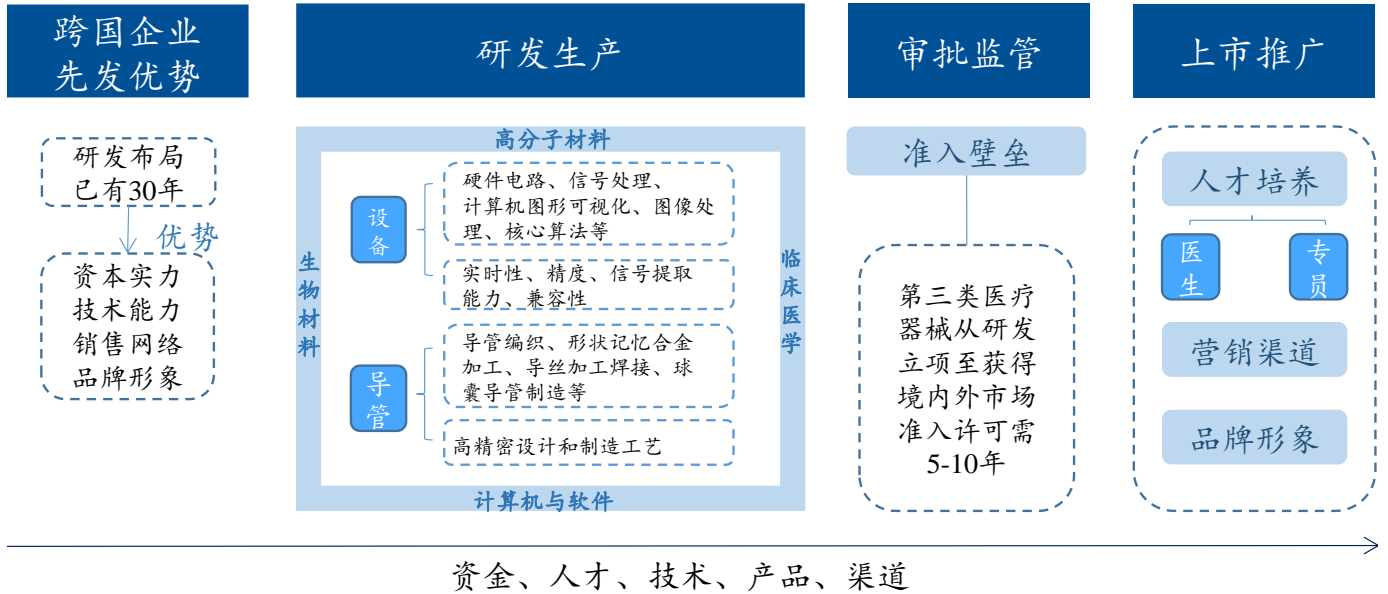 跨国企业
先发优势
研发布局
已有30年
优势
资本实力
技术能力
销售网络
品牌形象
研发生产
高分子材料
生物材料
设备
硬件电路、信号处理、
计算机图形可视化、图像处
理、核心算法等
实时性、精度、信号提取
能力、兼容性
导管
导管编织、形状记忆合金
加工、导丝加工焊接、球
囊导管制造等
高精密设计和制造工艺
临床医学
计算机与软件
审批监管
准入壁垒
第三类医疗
器械从研发
立项至获得
境内外市场
准入许可需
5-10年
上市推广
人才培养
医生
专员
营销渠道
品牌形象
资金、人才、技术、产品、渠道